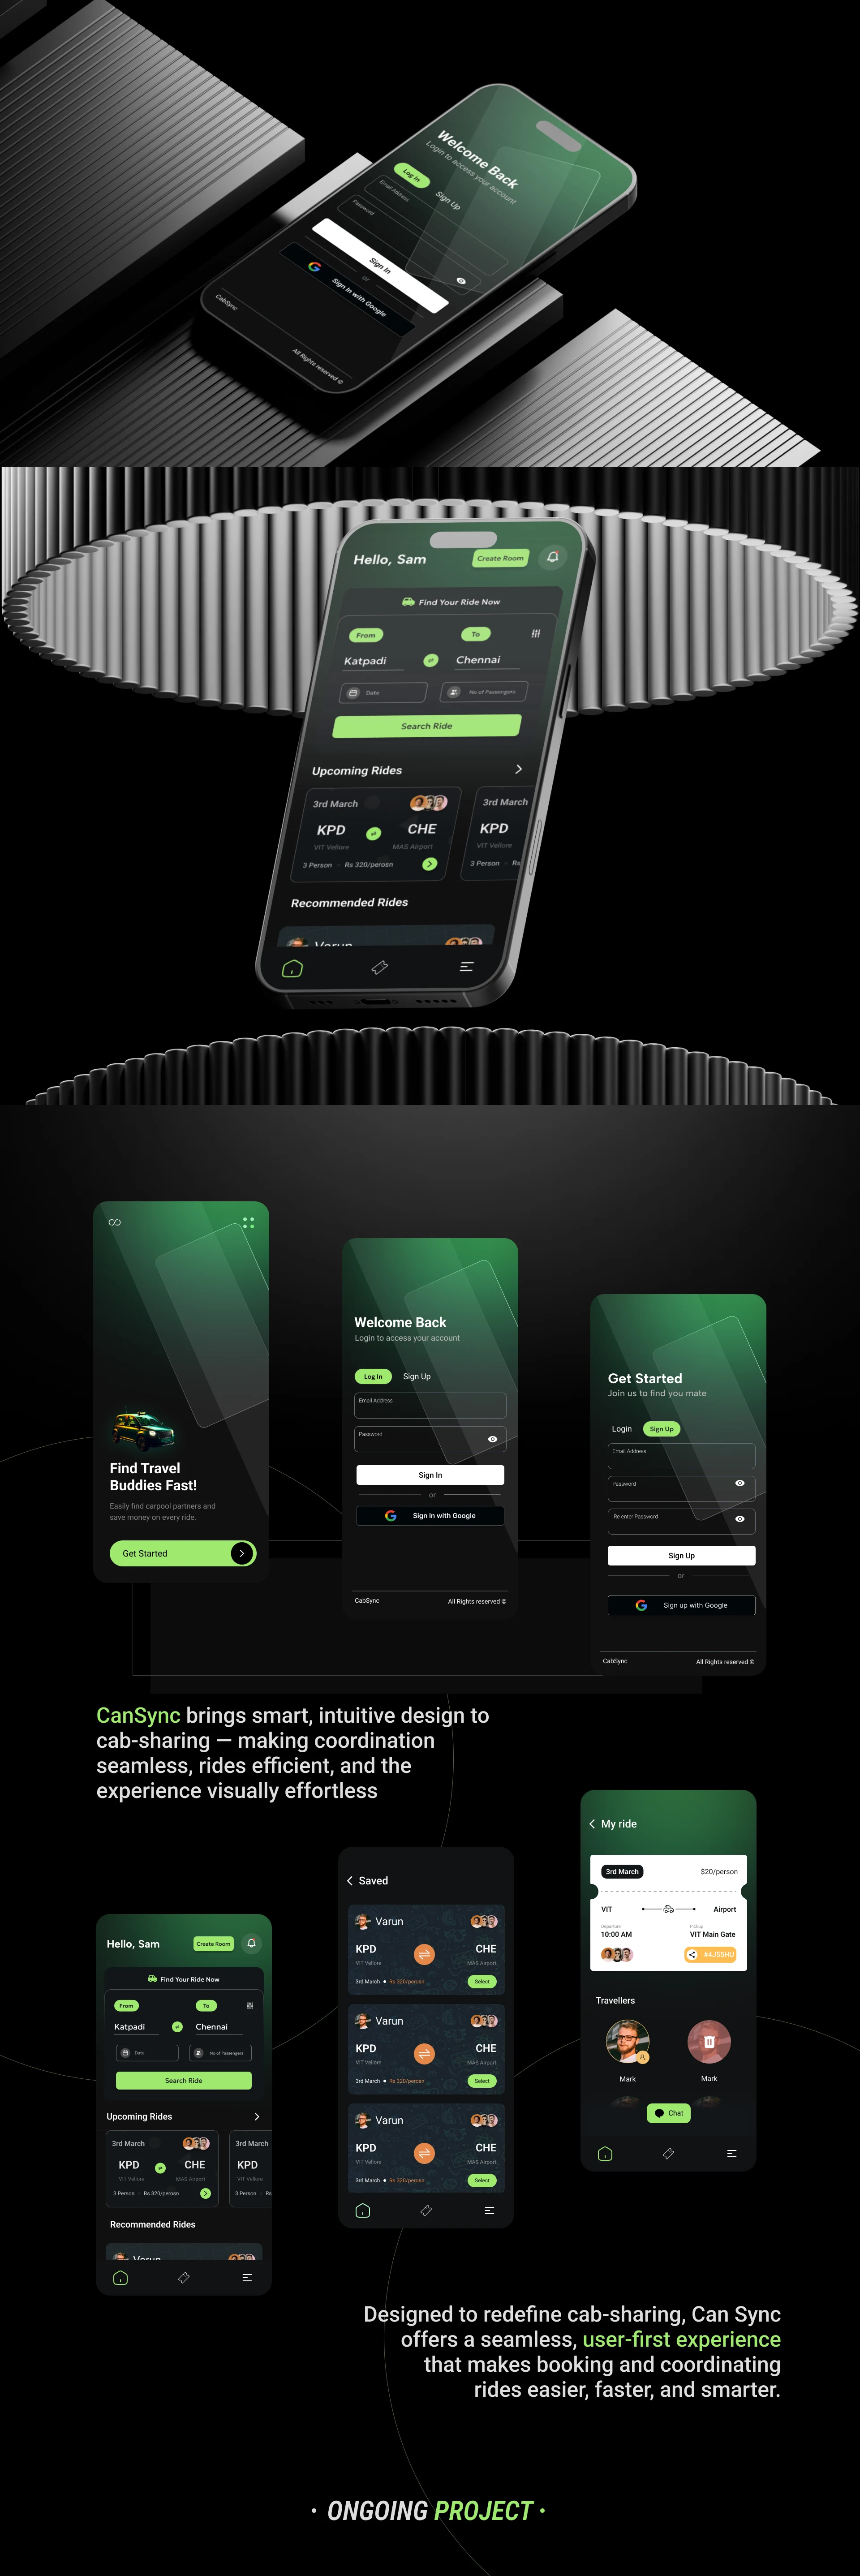 Welcome Back
Login to access your account
Log In
Sign Up
Email Address
Password
Sign In
or
Sign In with Google
CabSync
All Rights reserved ©
Hello, Sam
Create Room
Find Your Ride Now
From
To
Katpadi
Chennai
Date
No of Passengers
Search Ride
Upcoming Rides
3rd March
3rd March
KPD
CHE
KPD
VIT Vellore
MAS Airport
VIT Vellore
3 Person
Rs 320/perosn
3 Person
Rs
Recommended Rides
Varun
Find Travel
Buddies Fast!
Easily find carpool partners and
save money on every ride.
Get Started
Welcome Back
Login to access your account
Log In
Sign Up
Email Address
Password
Sign In
or
Sign In with Google
CabSync
All Rights reserved ©
Get Started
Join us to find you mate
Login
Sign Up
Email Address
Password
Re enter Password
Sign Up
or
Sign up with Google
CabSync
All Rights reserved ©
CanSync brings smart, intuitive design to
cab-sharing — making coordination
seamless, rides efficient, and the
experience visually effortless
Hello, Sam
Create Room
Find Your Ride Now
From
To
Katpadi
Chennai
Date
No of Passengers
Search Ride
Upcoming Rides
3rd March
3rd March
KPD
CHE
KPD
VIT Vellore
MAS Airport
VIT Vellore
3 Person
Rs 320/perosn
3 Person
Rs
Recommended Rides
Varun
Saved
Varun
KPD
CHE
VIT Vellore
MAS Airport
3rd March
Rs 320/perosn
Select
Varun
KPD
CHE
VIT Vellore
MAS Airport
3rd March
Rs 320/perosn
Select
Varun
KPD
CHE
VIT Vellore
MAS Airport
3rd March
Rs 320/perosn
Select
My ride
3rd March
$20/person
VIT
Airport
Departure
Pickup
10:00 AM
VIT Main Gate
#4J55HU
Travellers
Mark
Mark
Chat
Designed to redefine cab-sharing, Can Sync
offers a seamless, user-first experience
that makes booking and coordinating
rides easier, faster, and smarter.
ONGOING PROJECT